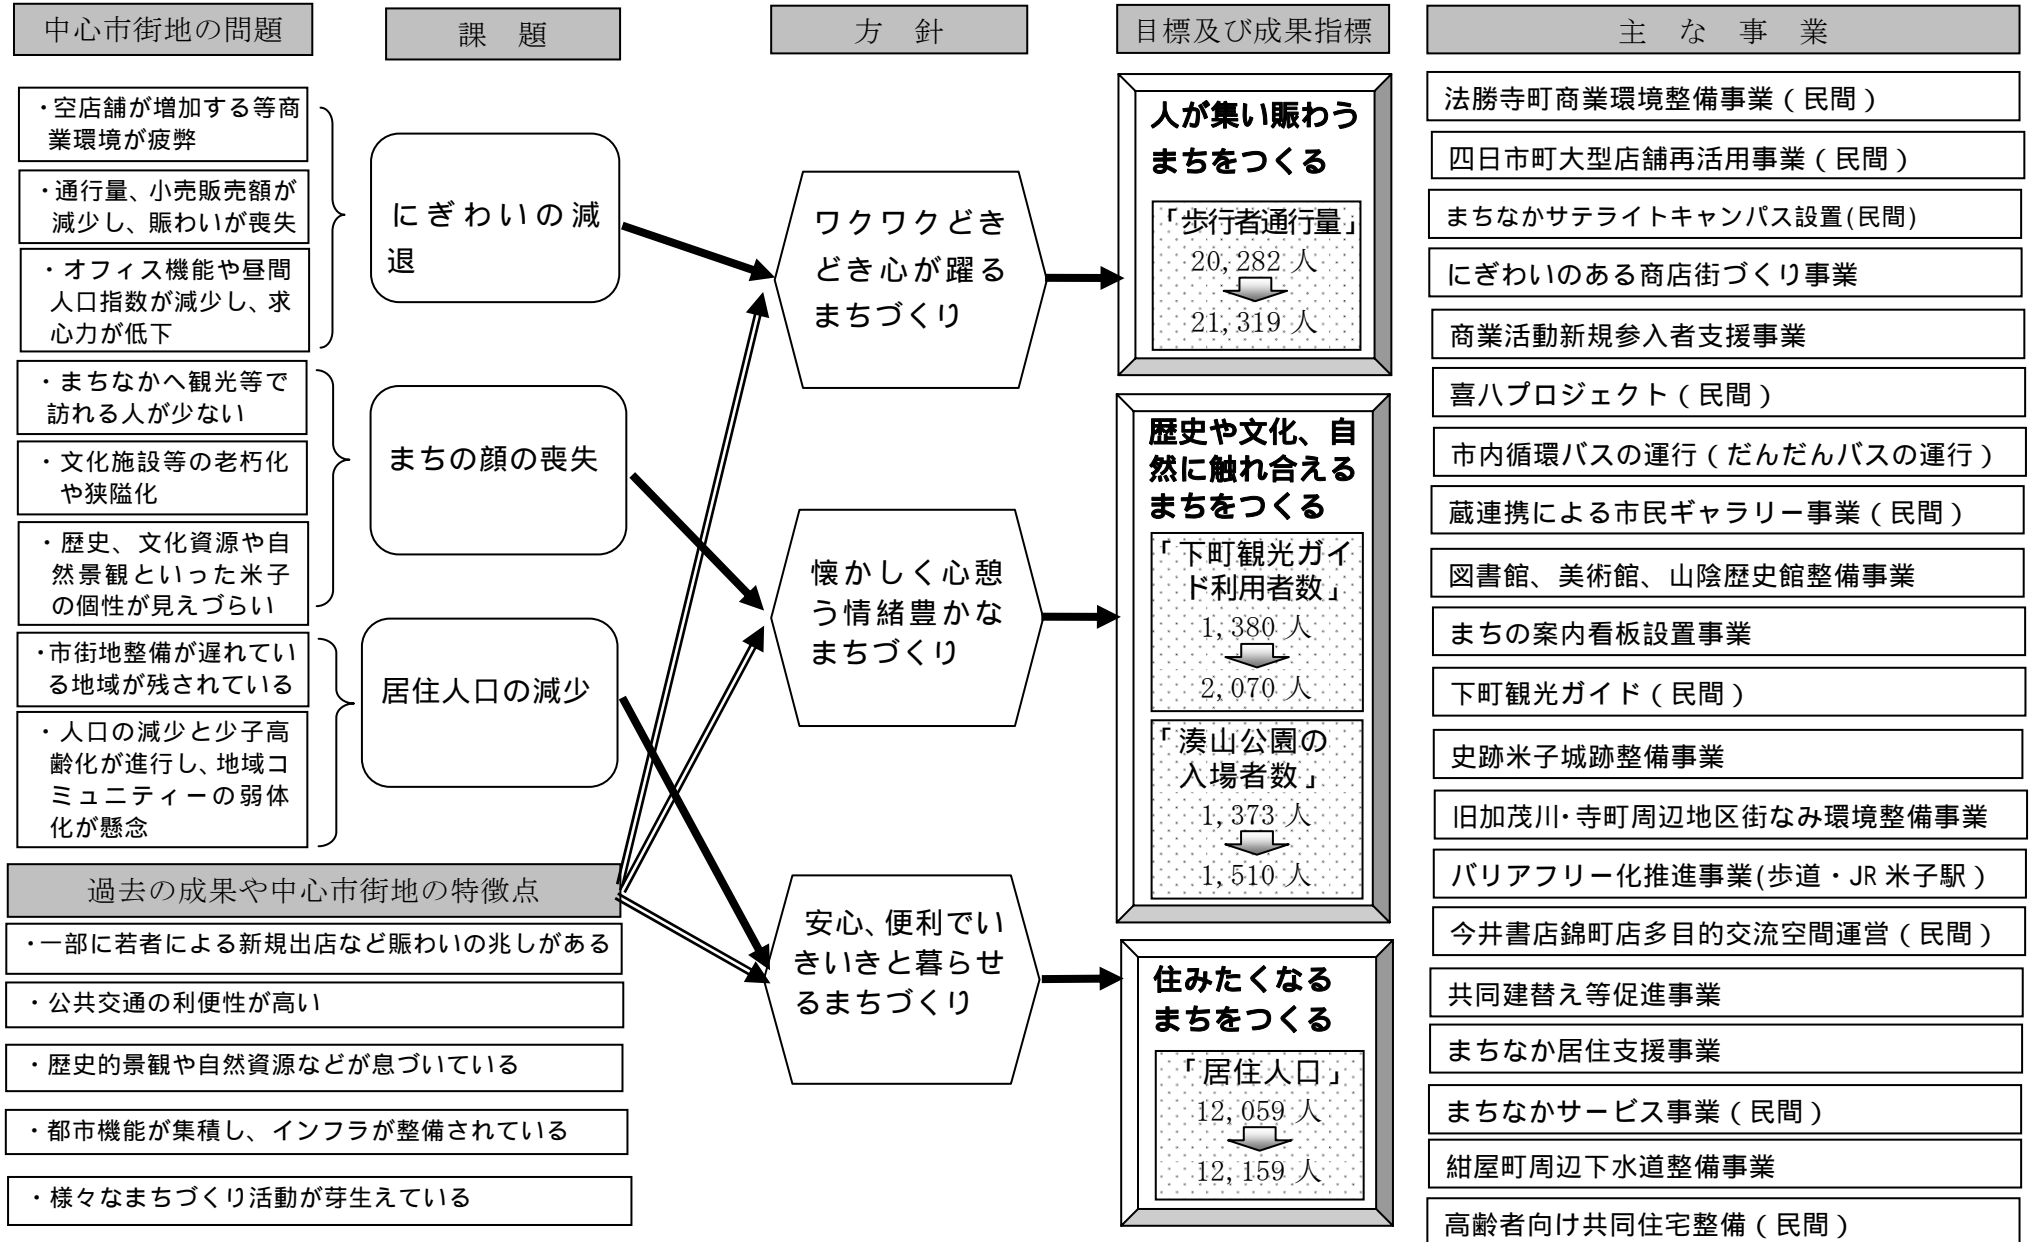 中心市街地の問題
・空店舗が増加する等商
業環境が疲弊
・通行量、小売販売額が
減少し、賑わいが喪失
・オフィス機能や昼間
人口指数が減少し、求
心力が低下
・まちなかへ観光等で
訪れる人が少ない
・文化施設等の老朽化
や狭隘化
・歴史、文化資源や自
然景観といった米子
の個性が見えづらい
・市街地整備が遅れてい
る地域が残されている
・人口の減少と少子高
齢化が進行し、地域コ
ミュニティーの弱体
化が懸念
過去の成果や中心市街地の特徴点
・一部に若者による新規出店など賑わいの兆しがある
・公共交通の利便性が高い
・歴史的景観や自然資源などが息づいている
・都市機能が集積し、インフラが整備されている
・様々なまちづくり活動が芽生えている
課 題
にぎわいの減
退
まちの顔の喪失
居住人口の減少
方 針
ワクワクどき
どき心が躍る
まちづくり
懐かしく心憩
う情緒豊かな
まちづくり
安心、便利でい
きいきと暮らせ
るまちづくり
目標及び成果指標
人が集い賑わう
まちをつくる
「歩行者通行量」
20,282 人
21,319 人
歴史や文化、自
然に触れ合える
まちをつくる
「下町観光ガイ
ド利用者数」
1,380 人
2,070 人
「湊山公園の
入場者数」
1,373 人
1,510 人
住みたくなる
まちをつくる
「居住人口」
12,059 人
12,159 人
主 な 事 業
法勝寺町商業環境整備事業（民間）
四日市町大型店舗再活用事業（民間）
まちなかサテライトキャンパス設置(民間)
にぎわいのある商店街づくり事業
商業活動新規参入者支援事業
喜八プロジェクト（民間）
市内循環バスの運行（だんだんバスの運行）
蔵連携による市民ギャラリー事業（民間）
図書館、美術館、山陰歴史館整備事業
まちの案内看板設置事業
下町観光ガイド（民間）
史跡米子城跡整備事業
旧加茂川・寺町周辺地区街なみ環境整備事業
バリアフリー化推進事業(歩道・JR 米子駅）
今井書店錦町店多目的交流空間運営（民間）
共同建替え等促進事業
まちなか居住支援事業
まちなかサービス事業（民間）
紺屋町周辺下水道整備事業
高齢者向け共同住宅整備（民間）